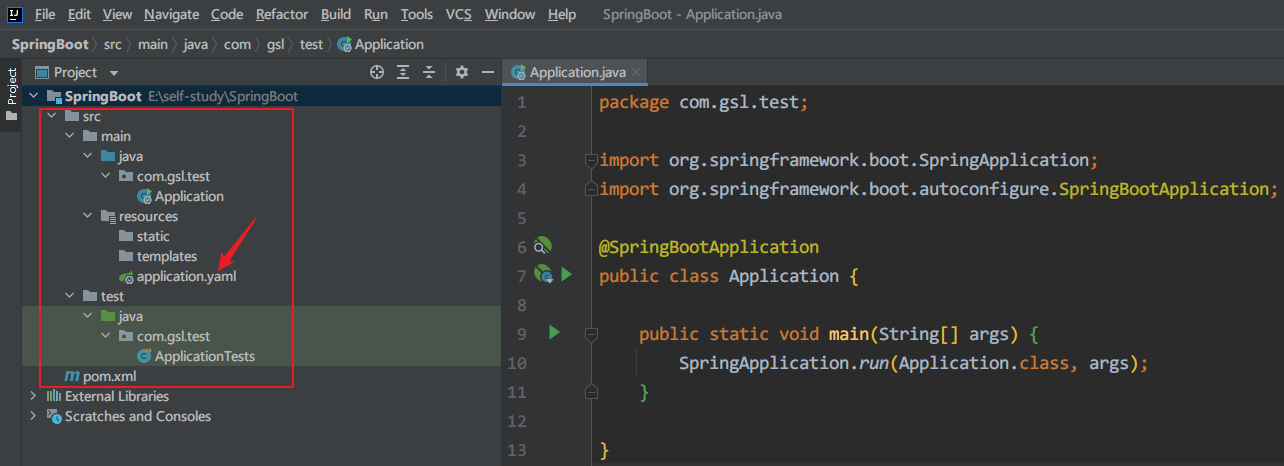 File Edit View Navigate Code Refactor Build Run Tools VCS Window Help SpringBoot - Application.java
SpringBoot src main java com gsl test Application
Project
Project
SpringBoot E:\self-study\SpringBoot
src
main
java
com.gsl.test
Application
resources
static
templates
application.yaml
test
java
com.gsl.test
ApplicationTests
pom.xml
External Libraries
Scratches and Consoles
Application.java
1 package com.gsl.test;
2
3 import org.springframework.boot.SpringApplication;
4 import org.springframework.boot.autoconfigure.SpringBootApplication;
5
6 @SpringBootApplication
7 public class Application {
8
9 public static void main(String[] args) {
10 SpringApplication.run(Application.class, args);
11 }
12
13 }